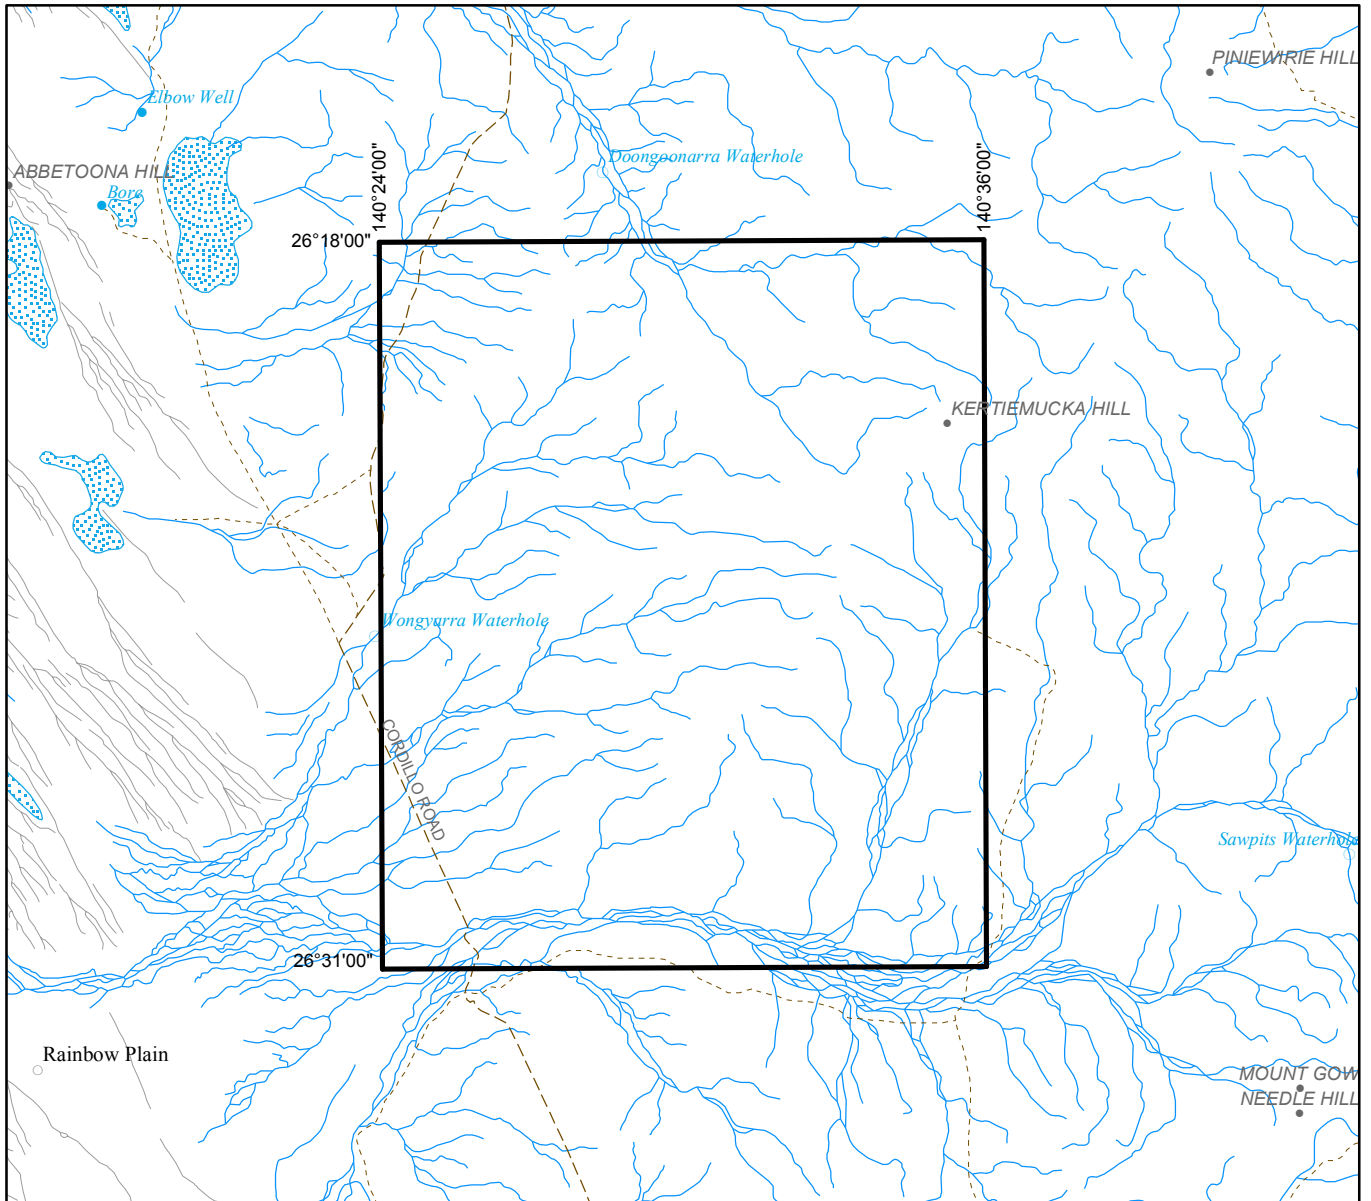 PINIEWIRIE HILL
Elbow Well
Doongoonarra Waterhole
ABBETOONA HILL
Bore
140°24'00"
140°36'00"
26°18'00"
KERTIEMUCKA HILL
Wongyarra Waterhole
CORDILLO ROAD
Sawpits Waterhole
26°31'00"
Rainbow Plain
MOUNT GOW
NEEDLE HILL